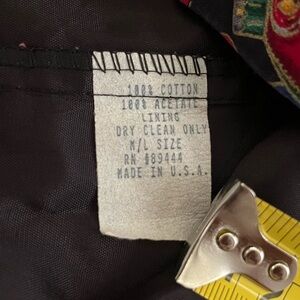 100% COTTON
100% ACETATE
LINING
DRY CLEAN ONLY
M/L SIZE
RN #89444
MADE IN U.S.A.